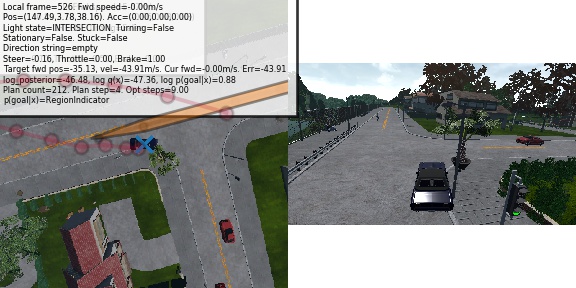 Local frame=526. Fwd speed=-0.00m/s
Pos=(147.49,3.78,38.16). Acc=(0.00,0.00,0.00)
Light state=INTERSECTION. Turning=False
Stationary=False. Stuck=False
Direction string=empty
Steer=-0.16, Throttle=0.00, Brake=1.00
Target fwd pos=-35.13, vel=-43.91m/s. Cur fwd=-0.00m/s. Err=-43.91
log_posterior=-46.48, log q(x)=-47.36, log p(goal|x)=0.88
Plan count=212. Plan step=4. Opt steps=9.00
p(goal|x)=RegionIndicator